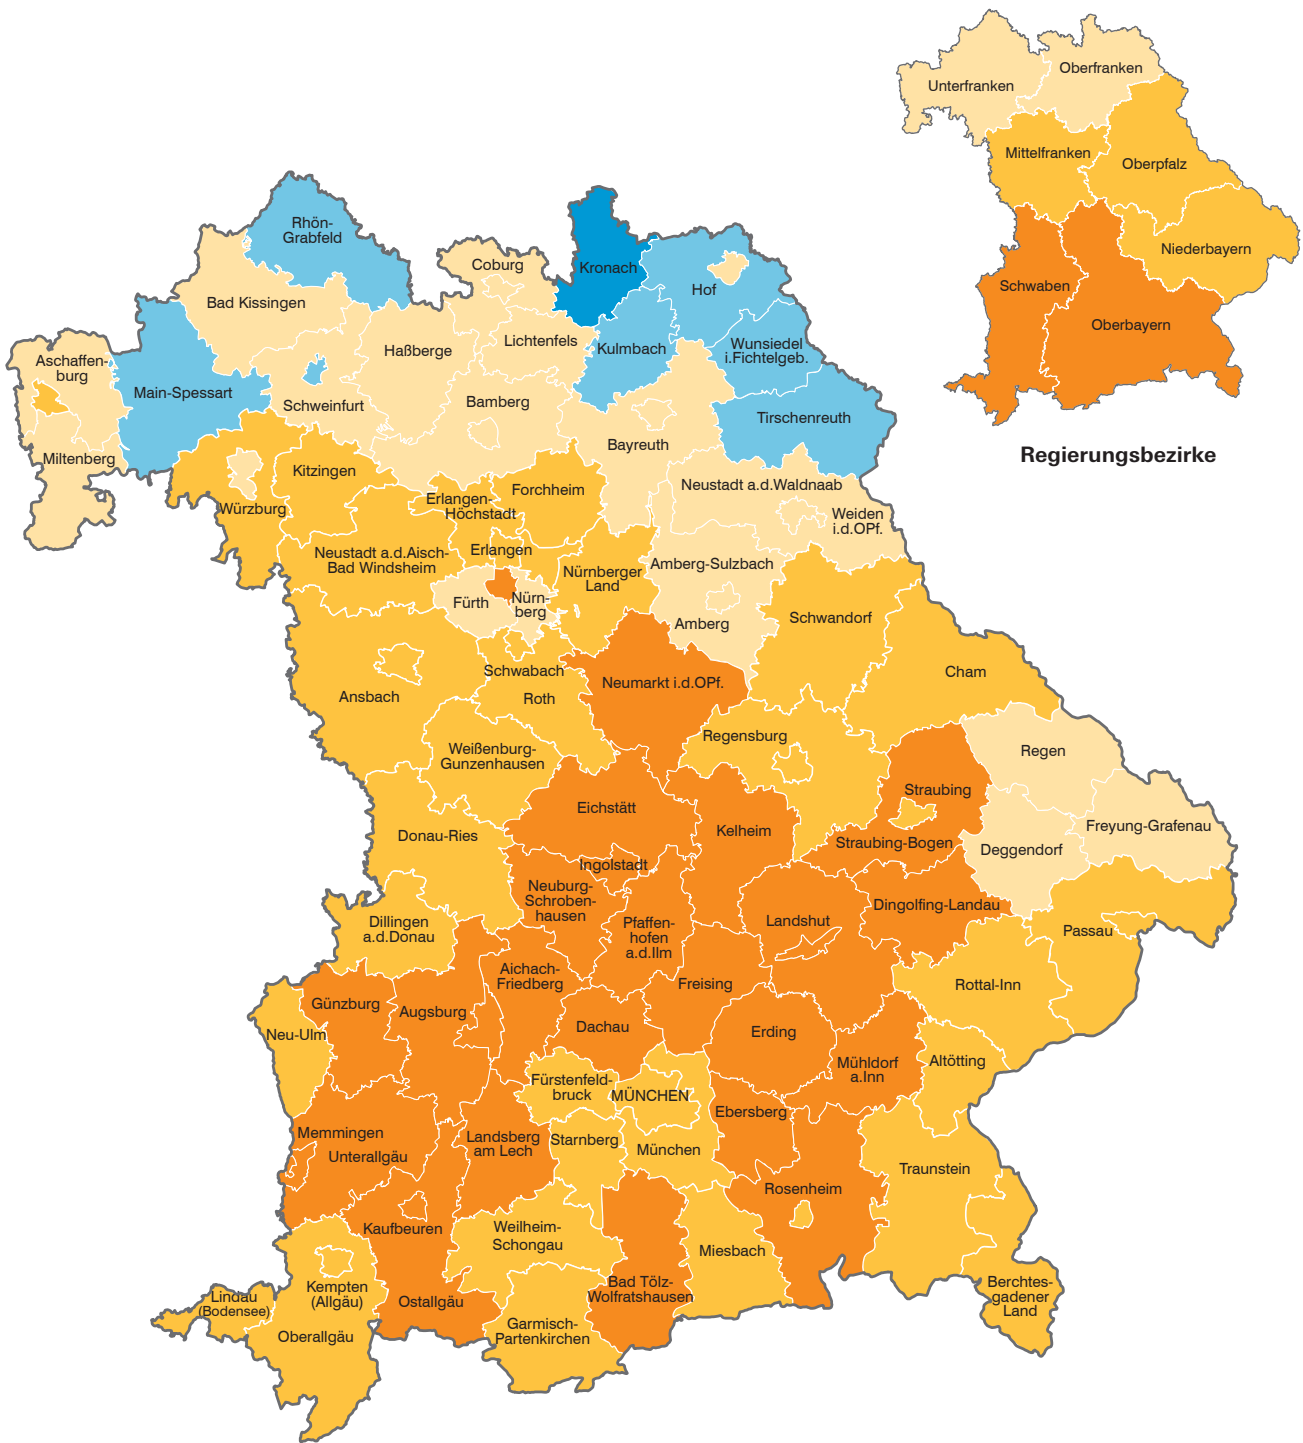 Unterfranken
Oberfranken
Mittelfranken
Oberpfalz
Niederbayern
Schwaben
Oberbayern
Regierungsbezirke
Rhön-
Grabfeld
Coburg
Kronach
Hof
Bad Kissingen
Lichtenfels
Haßberge
Kulmbach
Wunsiedel
i.Fichtelgeb.
Aschaffen-
burg
Main-Spessart
Schweinfurt
Bamberg
Tirschenreuth
Bayreuth
Miltenberg
Kitzingen
Würzburg
Erlangen-
Höchstadt
Forchheim
Neustadt a.d.Waldnaab
Weiden
i.d.OPf.
Neustadt a.d.Aisch-
Bad Windsheim
Erlangen
Nürnberger
Land
Amberg-Sulzbach
Fürth
Nürn-
berg
Amberg
Schwandorf
Cham
Schwabach
Roth
Neumarkt i.d.OPf.
Ansbach
Weißenburg-
Gunzenhausen
Regensburg
Regen
Straubing
Eichstätt
Kelheim
Straubing-Bogen
Freyung-Grafenau
Deggendorf
Donau-Ries
Ingolstadt
Neuburg-
Schroben-
hausen
Dillingen
a.d.Donau
Pfaffen-
hofen
a.d.Ilm
Landshut
Dingolfing-Landau
Passau
Aichach-
Friedberg
Freising
Rottal-Inn
Günzburg
Augsburg
Neu-Ulm
Dachau
Erding
Mühldorf
a.Inn
Altötting
Fürstenfeld-
bruck
MÜNCHEN
Ebersberg
Memmingen
Unterallgäu
Landsberg
am Lech
Starnberg
München
Traunstein
Rosenheim
Kaufbeuren
Weilheim-
Schongau
Miesbach
Kempten
(Allgäu)
Lindau
(Bodensee)
Ostallgäu
Bad Tölz-
Wolfratshausen
Berchtes-
gadener
Land
Oberallgäu
Garmisch-
Partenkirchen